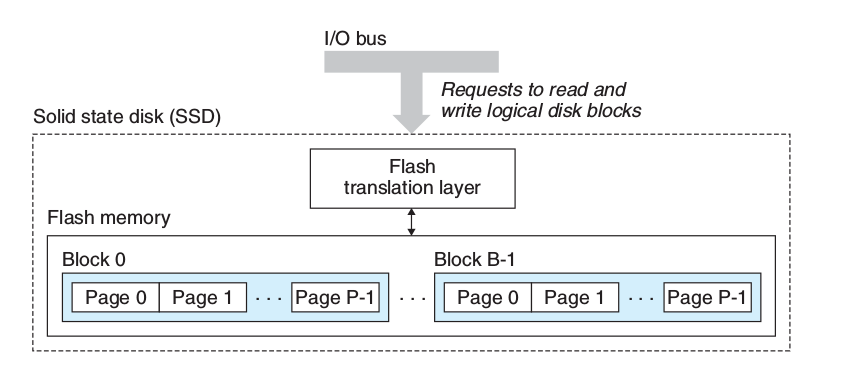 I/O bus
Requests to read and
write logical disk blocks
Solid state disk (SSD)
Flash
translation layer
Flash memory
Block 0
Block B-1
Page 0 Page 1 · · · Page P-1 · · · Page 0 Page 1 · · · Page P-1